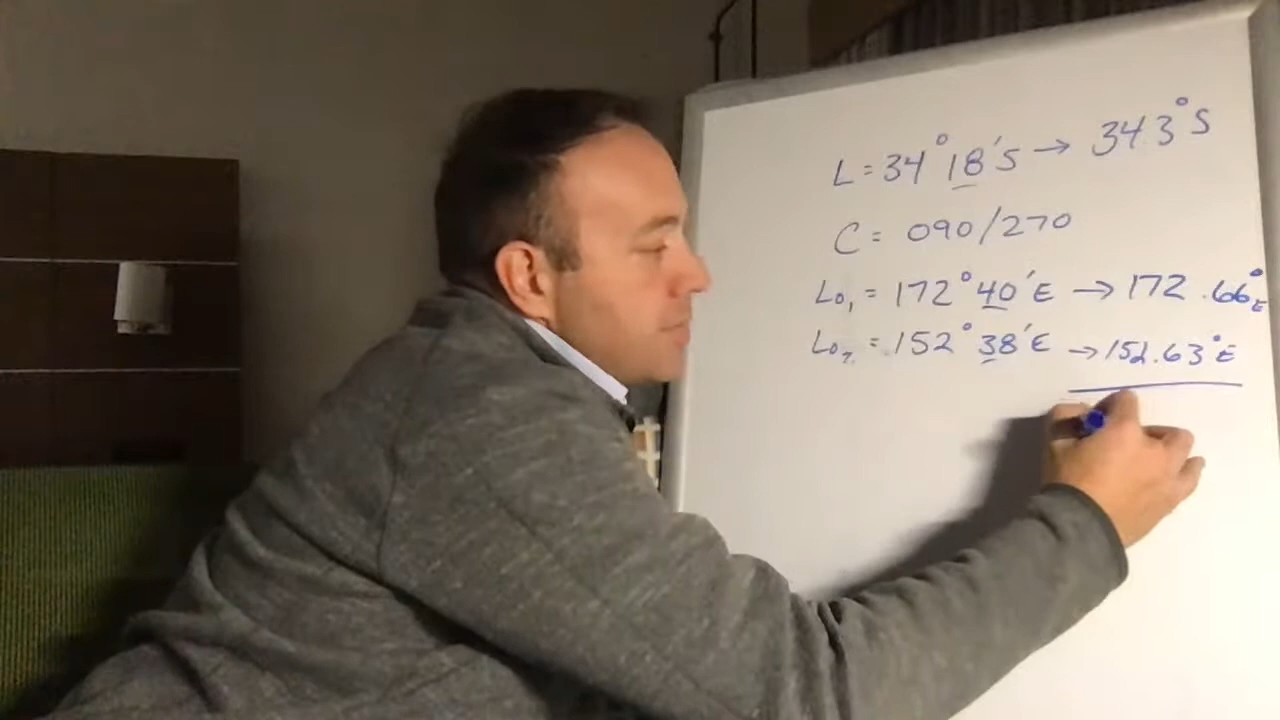 L = 34° 18' S → 34 3° S
C = 090/270
Lo₁ = 172° 40' E → 172.66° E
Lo₂ = 152° 38' E → 152.63° E